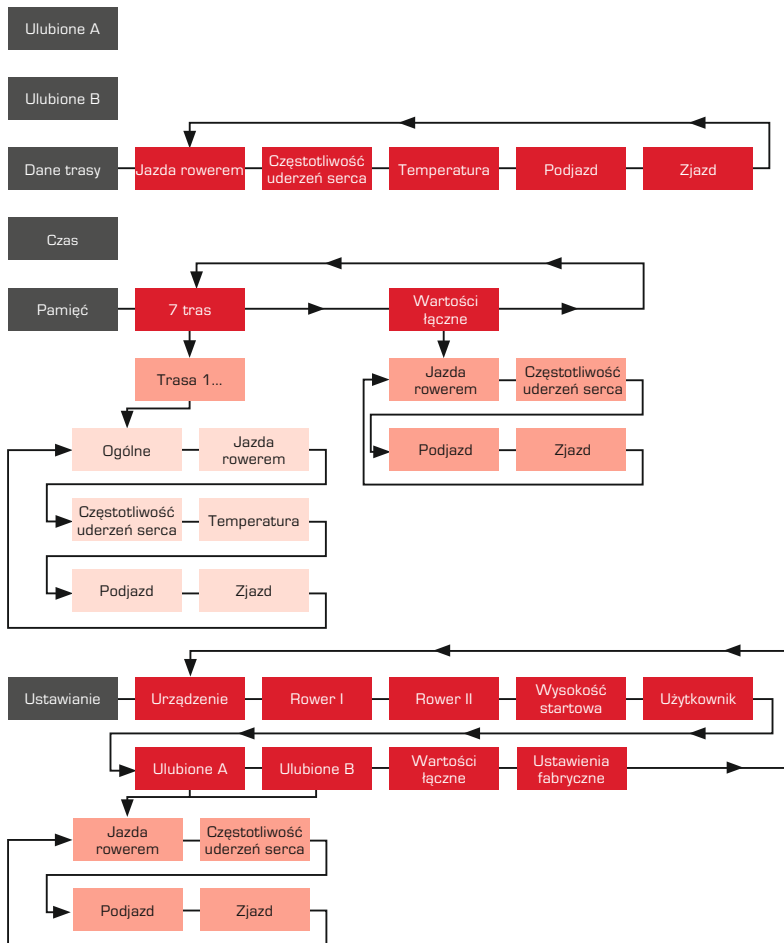 Ulubione A
Ulubione B
Dane trasy
Jazda rowerem
Częstotliwość
uderzeń serca
Temperatura
Podjazd
Zjazd
Czas
Pamięć
7 tras
Wartości
łączne
Trasa 1...
Jazda
rowerem
Częstotliwość
uderzeń serca
Ogólne
Jazda
rowerem
Podjazd
Zjazd
Częstotliwość
uderzeń serca
Temperatura
Podjazd
Zjazd
Ustawianie
Urządzenie
Rower I
Rower II
Wysokość
startowa
Użytkownik
Ulubione A
Ulubione B
Wartości
łączne
Ustawienia
fabryczne
Jazda
rowerem
Częstotliwość
uderzeń serca
Podjazd
Zjazd